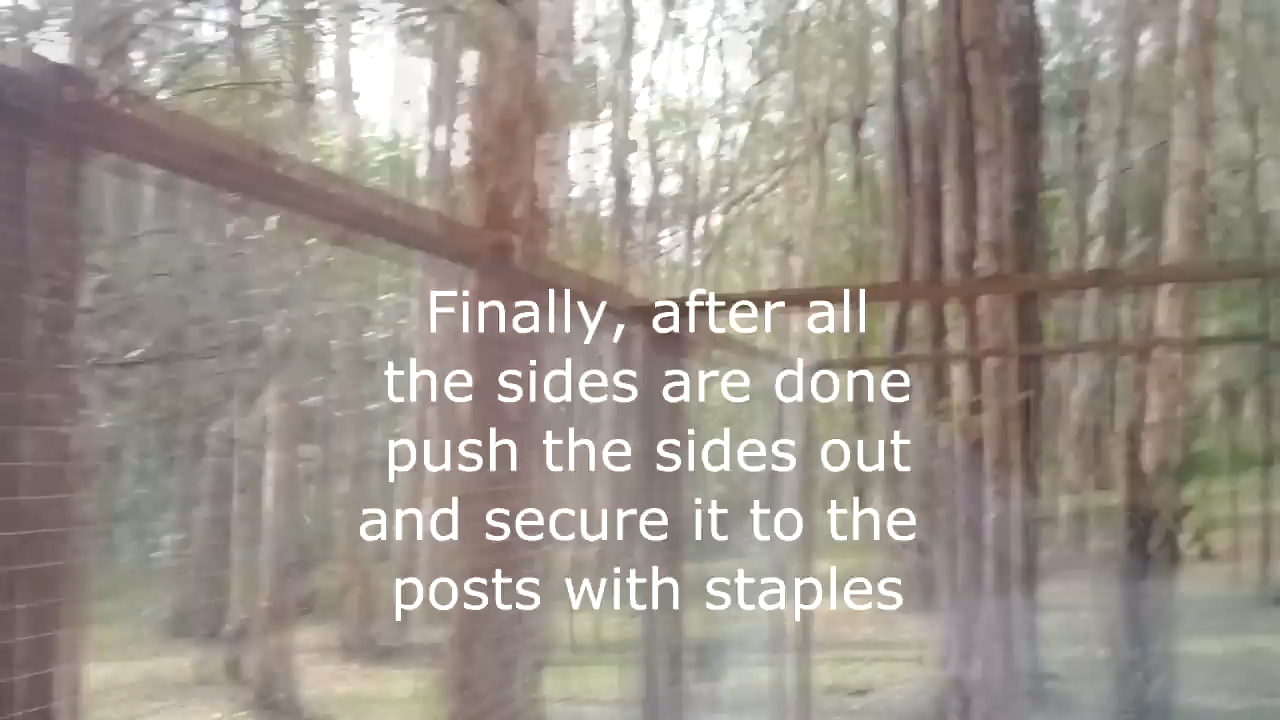 Finally, after all
the sides are done
push the sides out
and secure it to the
posts with staples